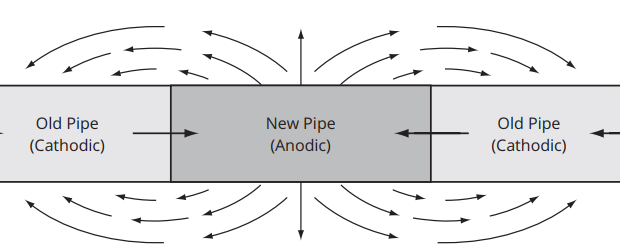 Old Pipe
(Cathodic)
New Pipe
(Anodic)
Old Pipe
(Cathodic)